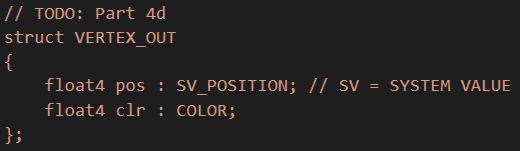 // TODO: Part 4d
struct VERTEX_OUT
{
    float4 pos : SV_POSITION; // SV = SYSTEM VALUE
    float4 clr : COLOR;
};